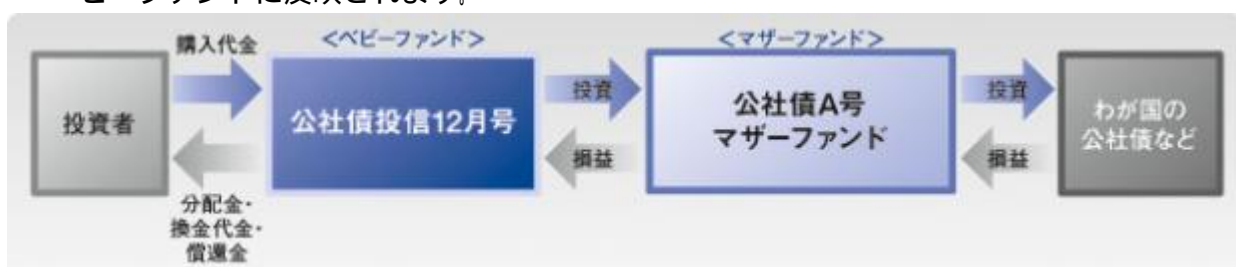 購入代金
<ベビーファンド>
<マザーファンド>
投資者
公社債投信12月号
投資
損益
公社債A号
マザーファンド
投資
損益
わが国の
公社債など
分配金・
換金代金・
償還金